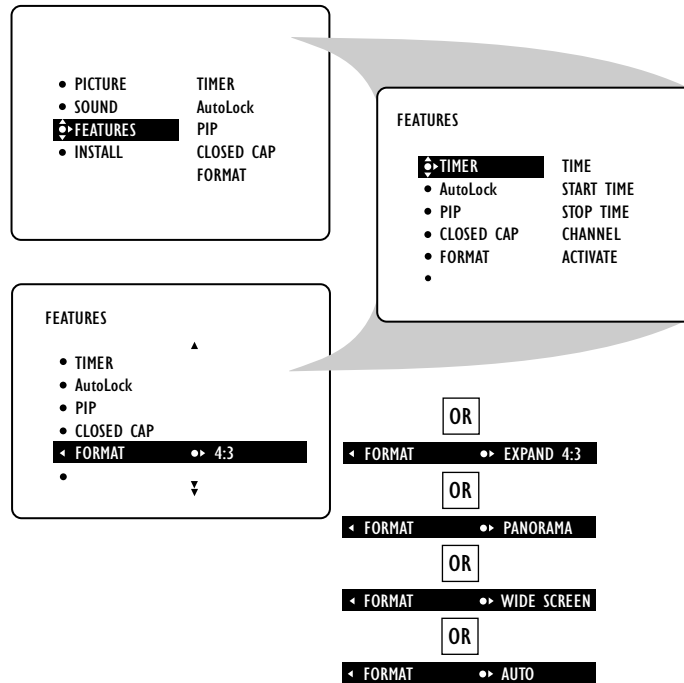 PICTURE TIMER
SOUND AutoLock
FEATURES PIP
INSTALL CLOSED CAP
FORMAT
FEATURES
TIMER TIME
AutoLock START TIME
PIP STOP TIME
CLOSED CAP CHANNEL
FORMAT ACTIVATE
FEATURES
TIMER
AutoLock
PIP
CLOSED CAP
FORMAT 4:3
OR
FORMAT EXPAND 4:3
OR
FORMAT PANORAMA
OR
FORMAT WIDE SCREEN
OR
FORMAT AUTO